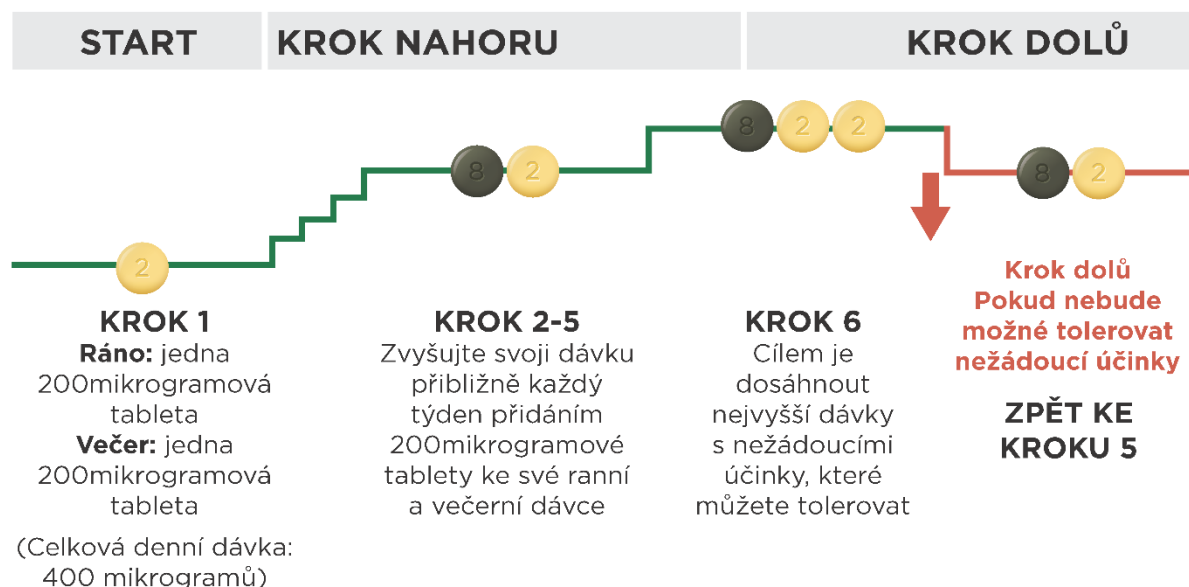 START
KROK NAHORU
KROK DOLŮ
2
8
2
8
2
2
8
2
KROK 1
Ráno: jedna
200mikrogramová
tableta
Večer: jedna
200mikrogramová
tableta
(Celková denní dávka:
400 mikrogramů)
KROK 2-5
Zvyšujte svoji dávku
přibližně každý
týden přidáním
200mikrogramové
tablety ke své ranní
a večerní dávce
KROK 6
Cílem je
dosáhnout
nejvyšší dávky
s nežádoucími
účinky, které
můžete tolerovat
Krok dolů
Pokud nebude
možné tolerovat
nežádoucí účinky
ZPĚT KE
KROKU 5